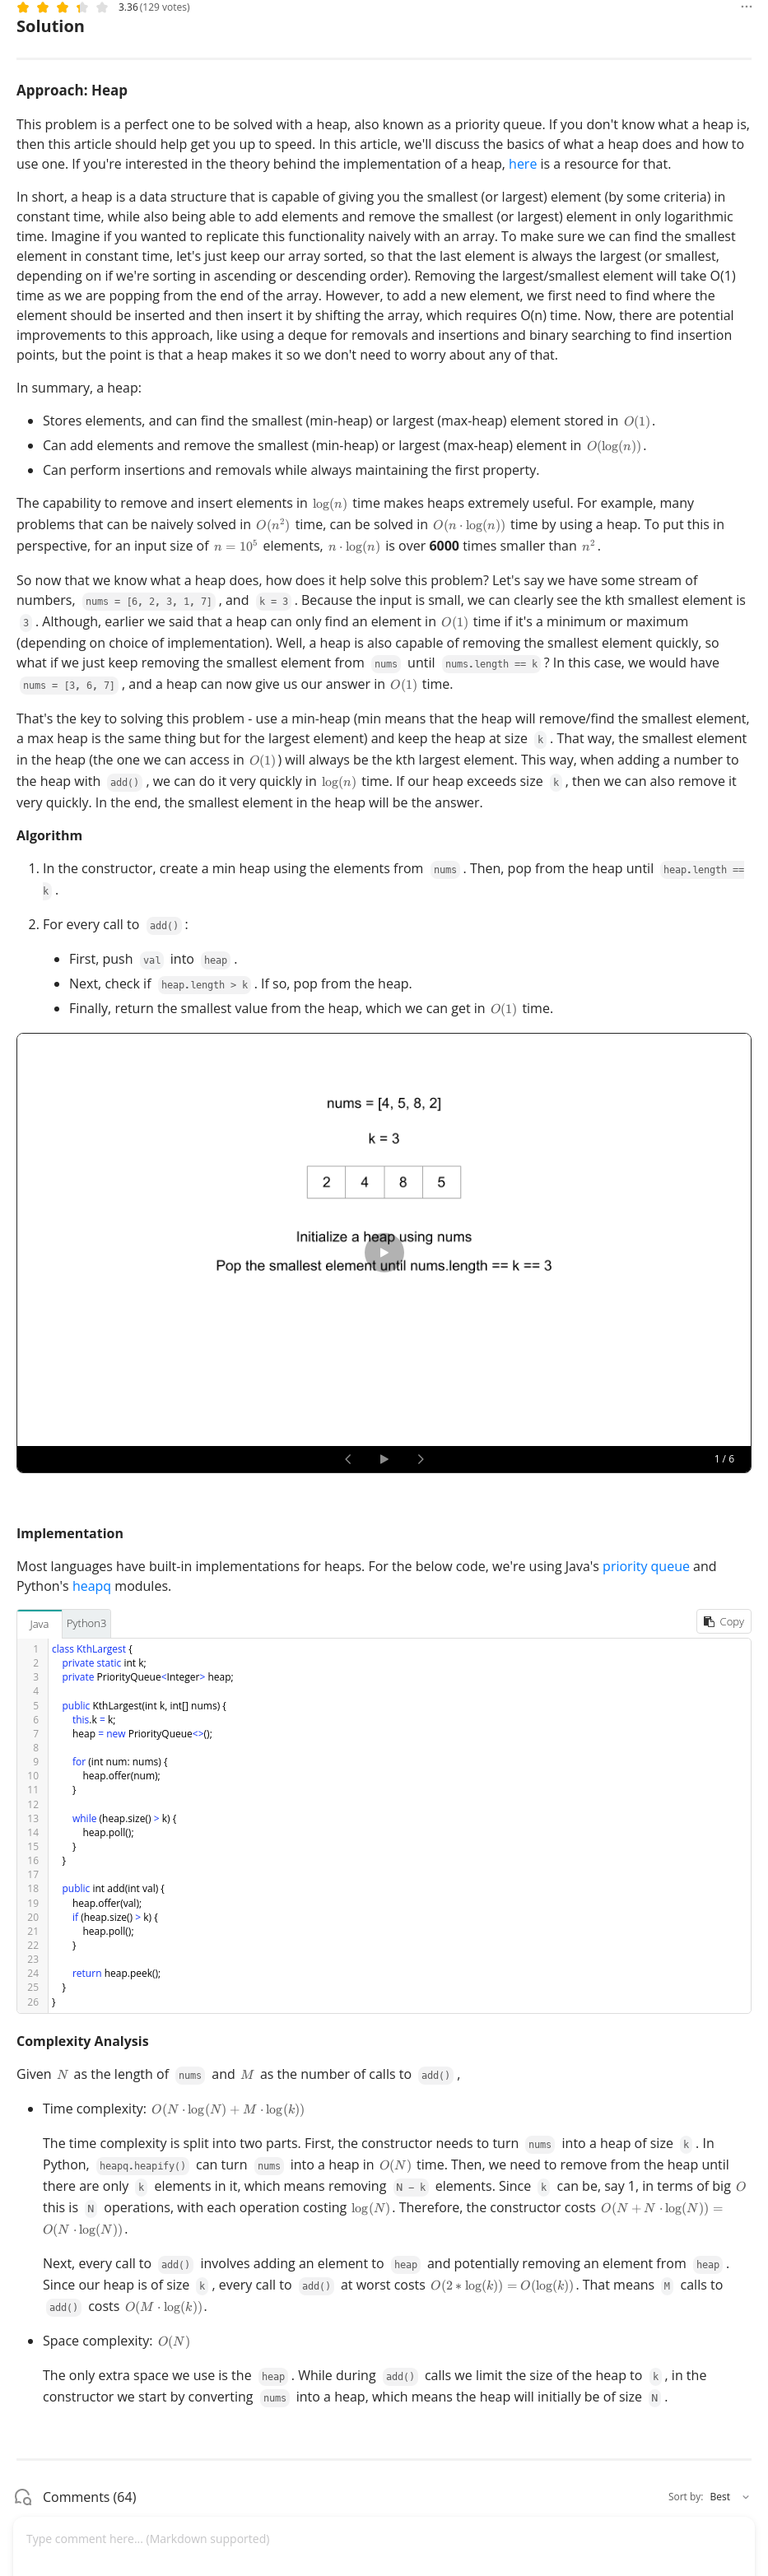 3.36 (129 votes)
...
Solution
Approach: Heap
This problem is a perfect one to be solved with a heap, also known as a priority queue. If you don't know what a heap is,
then this article should help get you up to speed. In this article, we'll discuss the basics of what a heap does and how to
use one. If you're interested in the theory behind the implementation of a heap, here is a resource for that.
In short, a heap is a data structure that is capable of giving you the smallest (or largest) element (by some criteria) in
constant time, while also being able to add elements and remove the smallest (or largest) element in only logarithmic
time. Imagine if you wanted to replicate this functionality naively with an array. To make sure we can find the smallest
element in constant time, let's just keep our array sorted, so that the last element is always the largest (or smallest,
depending on if we're sorting in ascending or descending order). Removing the largest/smallest element will take O(1)
time as we are popping from the end of the array. However, to add a new element, we first need to find where the
element should be inserted and then insert it by shifting the array, which requires O(n) time. Now, there are potential
improvements to this approach, like using a deque for removals and insertions and binary searching to find insertion
points, but the point is that a heap makes it so we don't need to worry about any of that.
In summary, a heap:
• Stores elements, and can find the smallest (min-heap) or largest (max-heap) element stored in O(1).
• Can add elements and remove the smallest (min-heap) or largest (max-heap) element in O(log(n)).
• Can perform insertions and removals while always maintaining the first property.
The capability to remove and insert elements in log(n) time makes heaps extremely useful. For example, many
problems that can be naively solved in O(n²) time, can be solved in O(n · log(n)) time by using a heap. To put this in
perspective, for an input size of n = 10⁵ elements, n · log(n) is over 6000 times smaller than n².
So now that we know what a heap does, how does it help solve this problem? Let's say we have some stream of
numbers, nums = [6, 2, 3, 1, 7] , and k = 3 . Because the input is small, we can clearly see the kth smallest element is
3 . Although, earlier we said that a heap can only find an element in O(1) time if it's a minimum or maximum
(depending on choice of implementation). Well, a heap is also capable of removing the smallest element quickly, so
what if we just keep removing the smallest element from nums until nums.length == k ? In this case, we would have
nums = [3, 6, 7] , and a heap can now give us our answer in O(1) time.
That's the key to solving this problem - use a min-heap (min means that the heap will remove/find the smallest element,
a max heap is the same thing but for the largest element) and keep the heap at size k . That way, the smallest element
in the heap (the one we can access in O(1)) will always be the kth largest element. This way, when adding a number to
the heap with add() , we can do it very quickly in log(n) time. If our heap exceeds size k , then we can also remove it
very quickly. In the end, the smallest element in the heap will be the answer.
Algorithm
1. In the constructor, create a min heap using the elements from nums . Then, pop from the heap until heap.length ==
k .
2. For every call to add() :
• First, push val into heap .
• Next, check if heap.length > k . If so, pop from the heap.
• Finally, return the smallest value from the heap, which we can get in O(1) time.
nums = [4, 5, 8, 2]
k = 3
2 4 8 5
Initialize a heap using nums
Pop the smallest element until nums.length == k == 3
1 / 6
Implementation
Most languages have built-in implementations for heaps. For the below code, we're using Java's priority queue and
Python's heapq modules.
Java Python3 Copy
1 class KthLargest {
2     private static int k;
3     private PriorityQueue<Integer> heap;
4
5     public KthLargest(int k, int[] nums) {
6         this.k = k;
7         heap = new PriorityQueue<>();
8
9         for (int num: nums) {
10             heap.offer(num);
11         }
12
13         while (heap.size() > k) {
14             heap.poll();
15         }
16     }
17
18     public int add(int val) {
19         heap.offer(val);
20         if (heap.size() > k) {
21             heap.poll();
22         }
23
24         return heap.peek();
25     }
26 }
Complexity Analysis
Given N as the length of nums and M as the number of calls to add() ,
• Time complexity: O(N · log(N) + M · log(k))
The time complexity is split into two parts. First, the constructor needs to turn nums into a heap of size k . In
Python, heapq.heapify() can turn nums into a heap in O(N) time. Then, we need to remove from the heap until
there are only k elements in it, which means removing N - k elements. Since k can be, say 1, in terms of big O
this is N operations, with each operation costing log(N). Therefore, the constructor costs O(N + N · log(N)) =
O(N · log(N)).
Next, every call to add() involves adding an element to heap and potentially removing an element from heap .
Since our heap is of size k , every call to add() at worst costs O(2 * log(k)) = O(log(k)). That means M calls to
add() costs O(M · log(k)).
• Space complexity: O(N)
The only extra space we use is the heap . While during add() calls we limit the size of the heap to k , in the
constructor we start by converting nums into a heap, which means the heap will initially be of size N .
Comments (64) Sort by: Best
Type comment here... (Markdown supported)